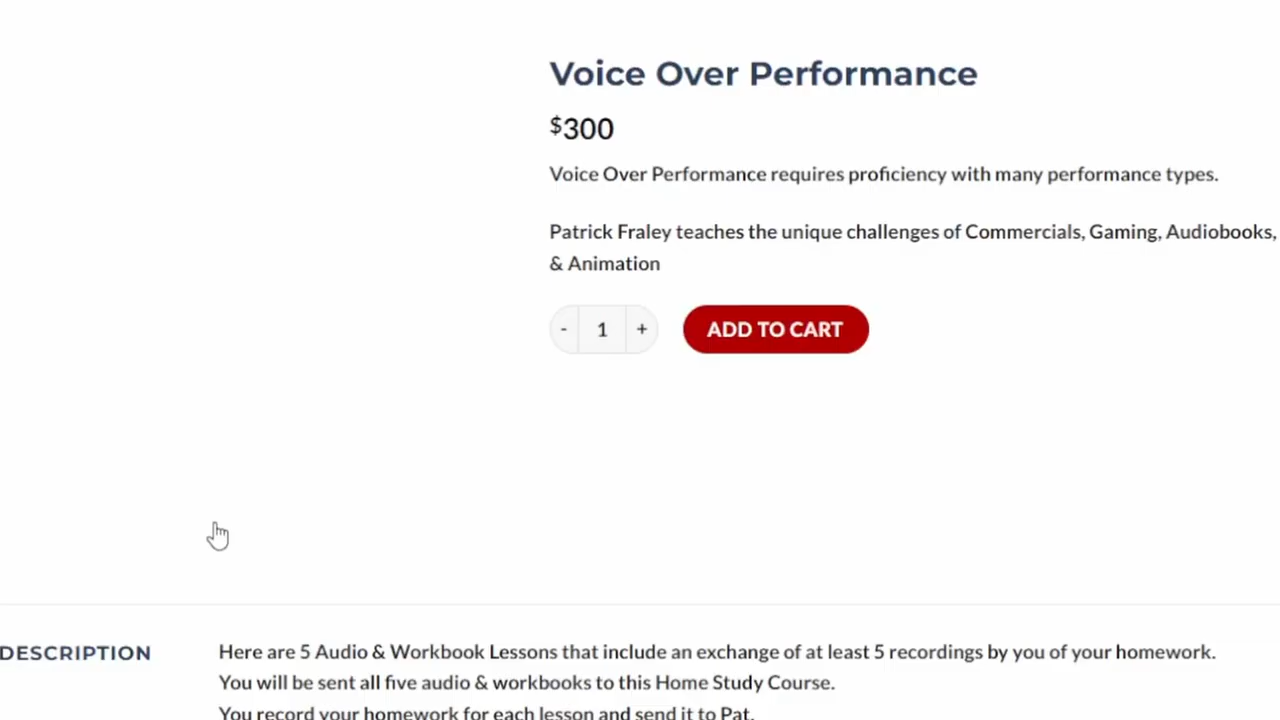 Voice Over Performance
$300
Voice Over Performance requires proficiency with many performance types.
Patrick Fraley teaches the unique challenges of Commercials, Gaming, Audiobooks,
& Animation
- 1 + ADD TO CART
DESCRIPTION
Here are 5 Audio & Workbook Lessons that include an exchange of at least 5 recordings by you of your homework.
You will be sent all five audio & workbooks to this Home Study Course.
You record your homework for each lesson and send it to Pat.